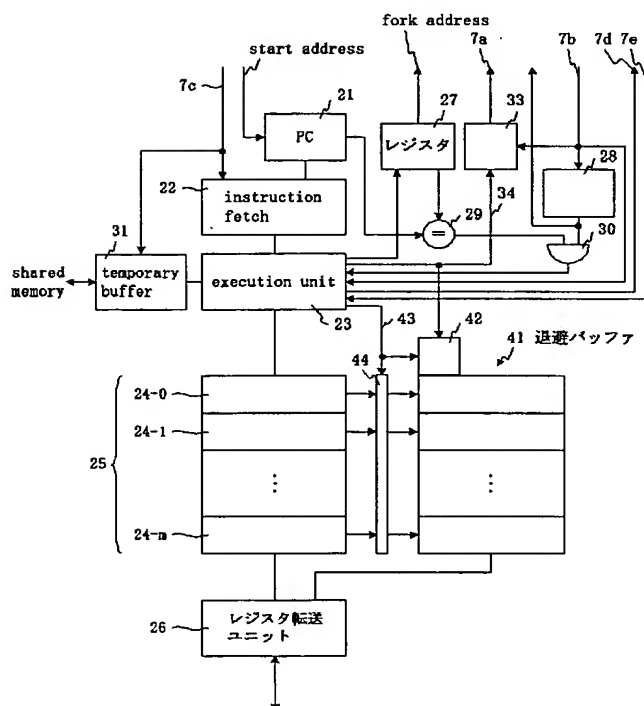 fork address
start address
7a
7b
7d
7e
7c
21
27
33
PC
レジスタ
28
22
instruction
fetch
34
29
=
30
31
shared
memory
temporary
buffer
execution unit
23
43
42
41 退避バッファ
44
24-0
24-1
25
⋮
⋮
24-m
26
レジスタ転送
ユニット